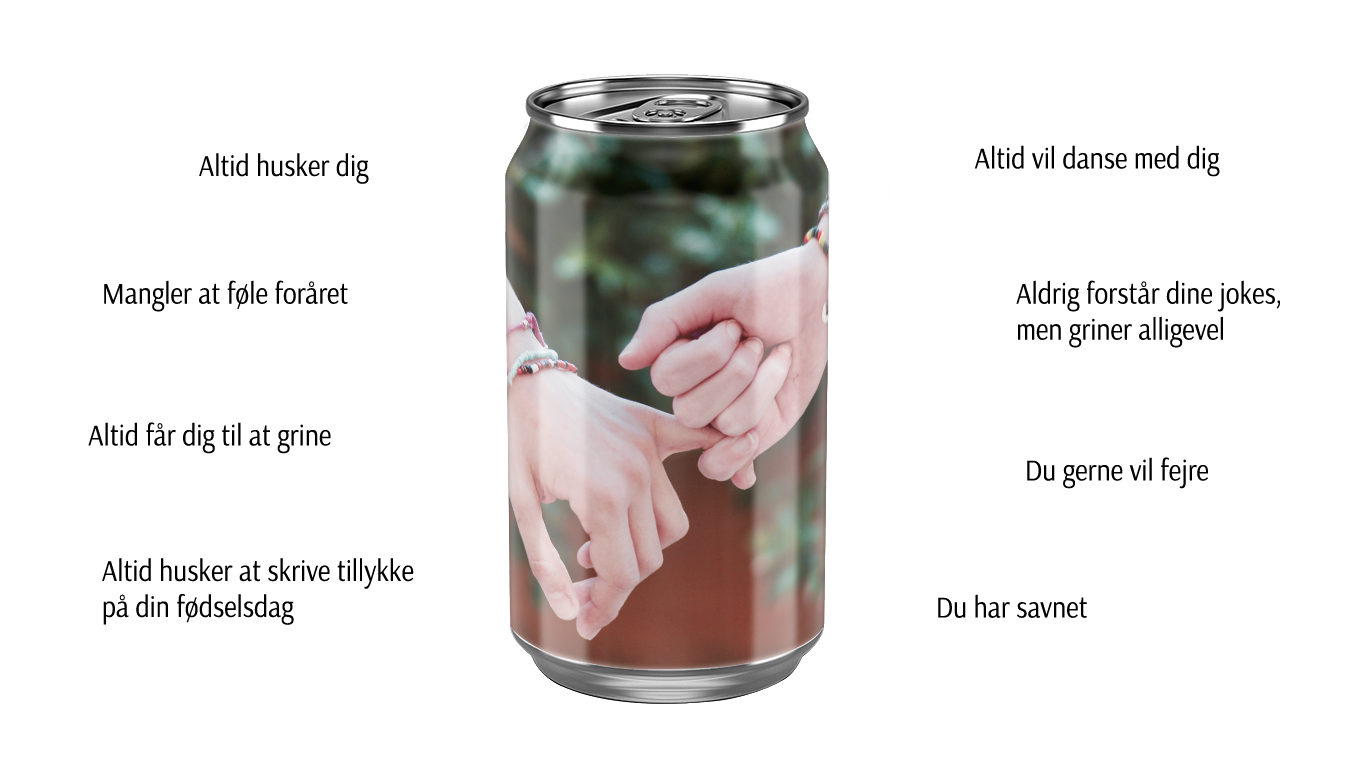 Altid husker dig
Mangler at føle foråret
Altid får dig til at grine
Altid husker at skrive tillykke
på din fødselsdag
Altid vil danse med dig
Aldrig forstår dine jokes,
men griner alligevel
Du gerne vil fejre
Du har savnet